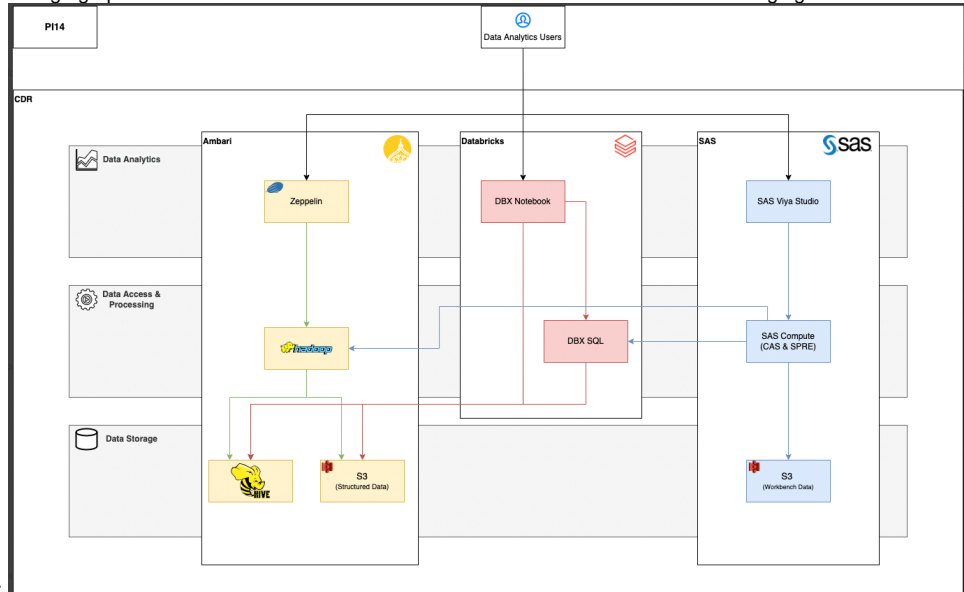 PI14
Data Analytics Users
CDR
Ambari
Databricks
SAS
sas
Data Analytics
Zeppelin
DBX Notebook
SAS Viya Studio
Data Access &
Processing
hadoop
DBX SQL
SAS Compute
(CAS & SPRE)
Data Storage
HIVE
S3
(Structured Data)
S3
(Workbench Data)